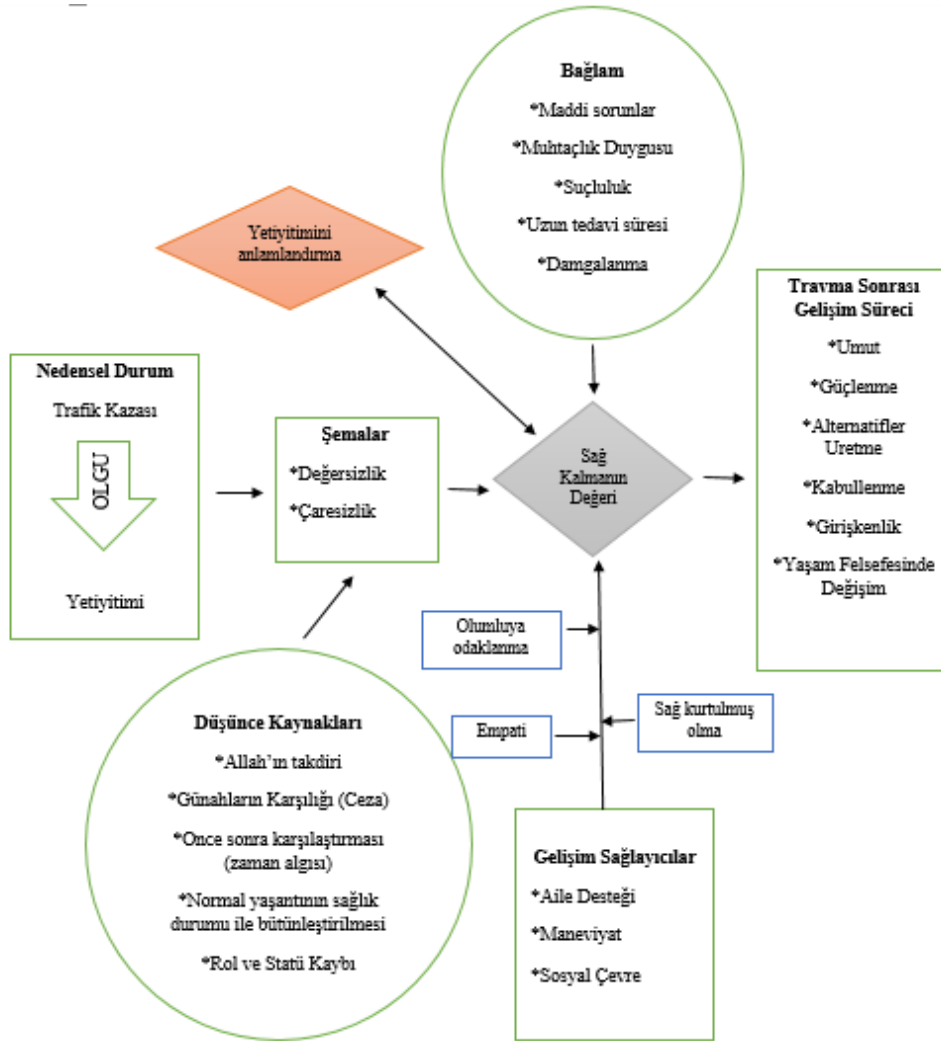 Bağlam
*Maddi sorunlar
*Muhtaçlık Duygusu
*Suçluluk
*Uzun tedavi süresi
*Damgalanma
Yetiyitimini
anlamlandırma
Nedensel Durum
Trafik Kazası
OLGU
Yetiyitimi
Şemalar
*Değersizlik
*Çaresizlik
Sağ
Kalmanın
Değeri
Travma Sonrası
Gelişim Süreci
*Umut
*Güçlenme
*Alternatifler
Uretme
*Kabullenme
*Girişkenlik
*Yaşam Felsefesinde
Değişim
Olumluya
odaklanma
Empati
Sağ kurtulmuş
olma
Düşünce Kaynakları
*Allah’ın takdiri
*Günahların Karşılığı (Ceza)
*Once sonra karşılaştırması
(zaman algısı)
*Normal yaşantının sağlık
durumu ile bütünleştirilmesi
*Rol ve Statü Kaybı
Gelişim Sağlayıcılar
*Aile Desteği
*Maneviyat
*Sosyal Çevre